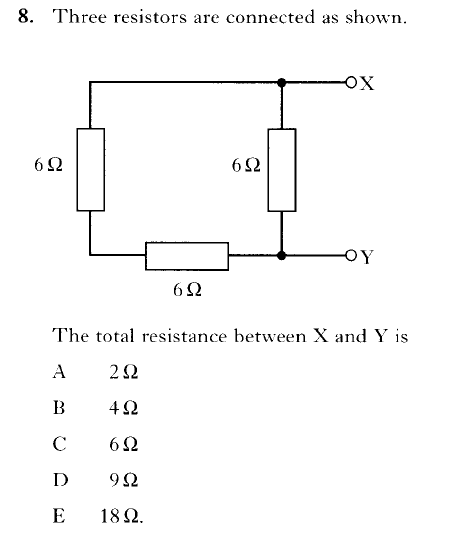 8. Three resistors are connected as shown.
X
6 Ω
6 Ω
Y
6 Ω
The total resistance between X and Y is
A 2 Ω
B 4 Ω
C 6 Ω
D 9 Ω
E 18 Ω.